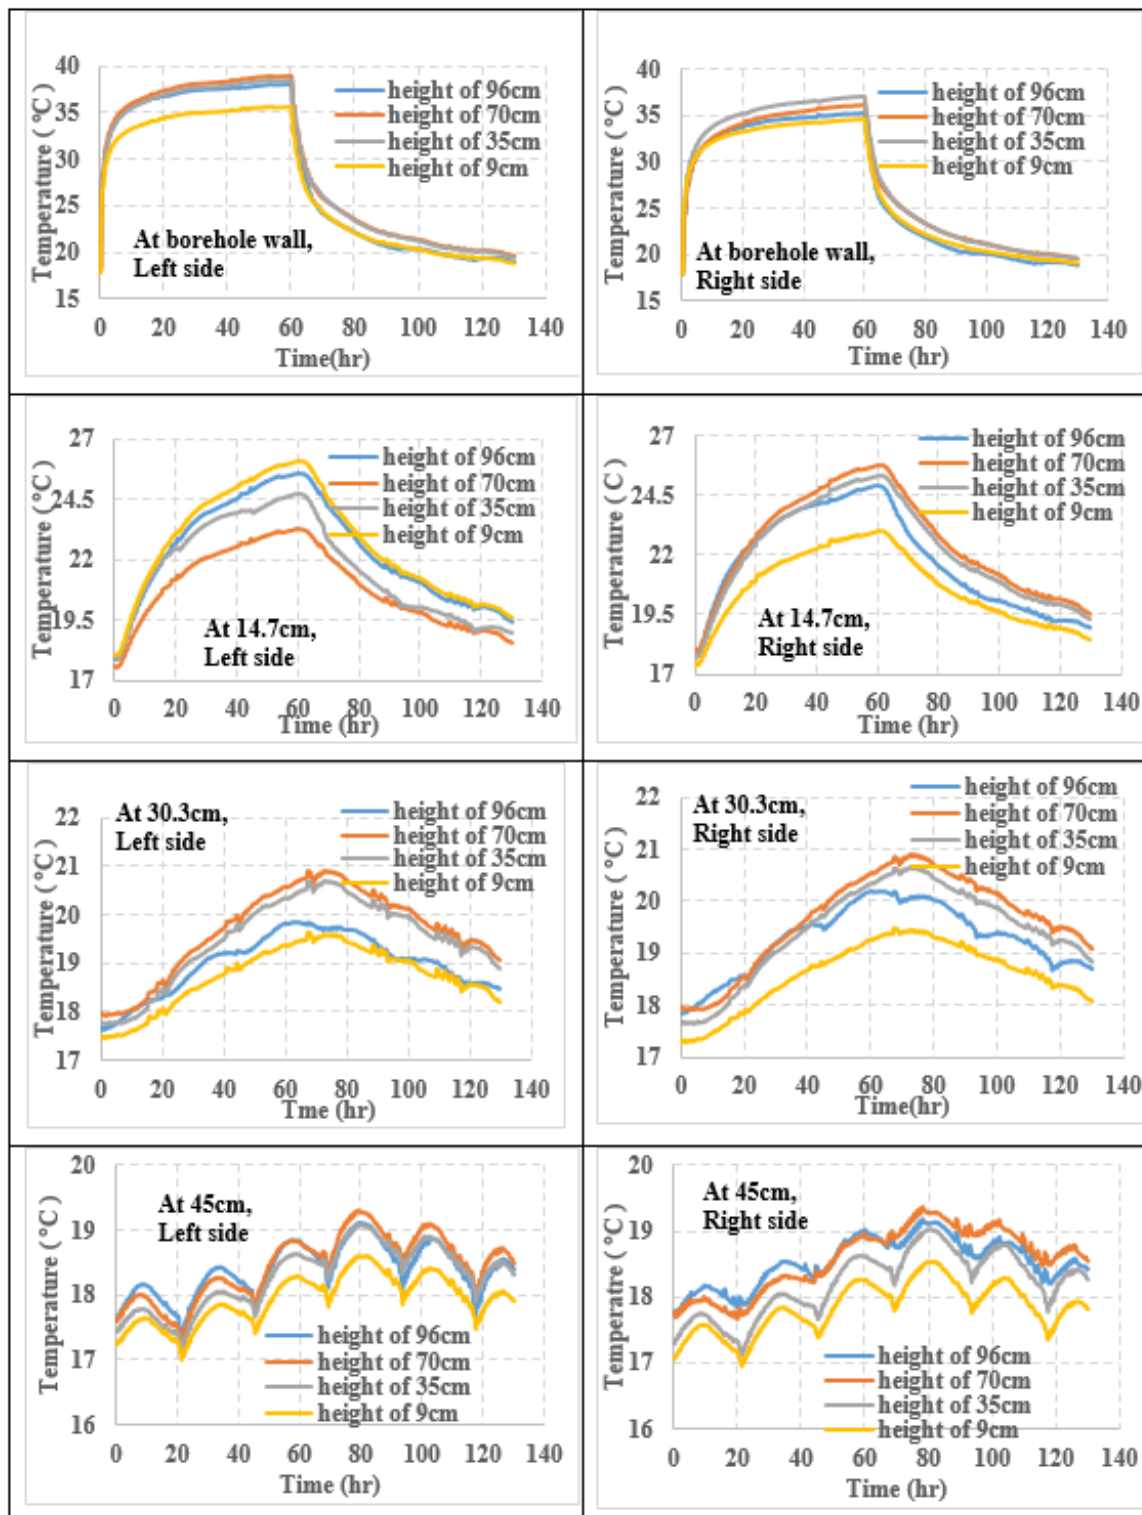 40
35
30
25
20
15
Temperature ( °C)
height of 96cm
height of 70cm
height of 35cm
height of 9cm
At borehole wall,
Left side
0 20 40 60 80 100 120 140
Time(hr)
40
35
30
25
20
15
Temperature ( °C)
height of 96cm
height of 70cm
height of 35cm
height of 9cm
At borehole wall,
Right side
0 20 40 60 80 100 120 140
Time (hr)
27
24.5
22
19.5
17
Temperature ( °C)
height of 96cm
height of 70cm
height of 35cm
height of 9cm
At 14.7cm,
Left side
0 20 40 60 80 100 120 140
Time (hr)
27
24.5
22
19.5
17
Temperature ( C)
height of 96cm
height of 70cm
height of 35cm
height of 9cm
At 14.7cm,
Right side
0 20 40 60 80 100 120 140
Time (hr)
At 30.3cm,
Left side
22
21
20
19
18
17
Temperature ( °C)
height of 96cm
height of 70cm
height of 35cm
height of 9cm
0 20 40 60 80 100 120 140
Tme (hr)
At 30.3cm,
Right side
22
21
20
19
18
17
Temperature ( °C)
height of 96cm
height of 70cm
height of 35cm
height of 9cm
0 20 40 60 80 100 120 140
Time(hr)
20
19
18
17
16
Temperature ( °C)
At 45cm,
Left side
height of 96cm
height of 70cm
height of 35cm
height of 9cm
0 20 40 60 80 100 120 140
Time (hr)
20
19
18
17
16
Temperature ( °C)
At 45cm,
Right side
height of 96cm
height of 70cm
height of 35cm
height of 9cm
0 20 40 60 80 100 120 140
Time (hr)